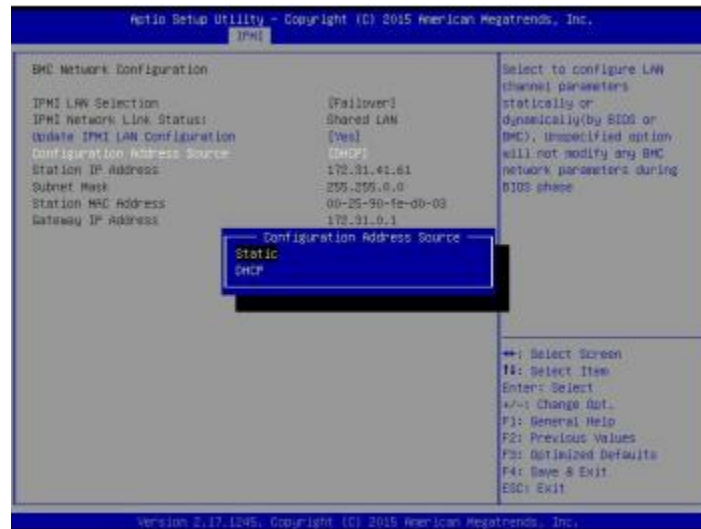 Aptio Setup Utility - Copyright (C) 2015 American Megatrends, Inc.
IPMI
BMC Network Configuration
IPMI LAN Selection [Failover]
IPMI Network Link Status: Shared LAN
Update IPMI LAN Configuration [Yes]
Configuration Address Source [DHCP]
Station IP Address 172.31.41.61
Subnet Mask 255.255.0.0
Station MAC Address 00-25-90-fe-db-03
Gateway IP Address 172.31.0.1
Configuration Address Source
Static
DHCP
Select to configure LAN
channel parameters
statically or
dynamically(by BIOS or
BMC). Unspecified option
will not modify any BMC
network parameters during
BIOS phase
→←: Select Screen
↑↓: Select Item
Enter: Select
+/-: Change Opt.
F1: General Help
F2: Previous Values
F3: Optimized Defaults
F4: Save & Exit
ESC: Exit
Version 2.17.1245. Copyright (C) 2015 American Megatrends, Inc.